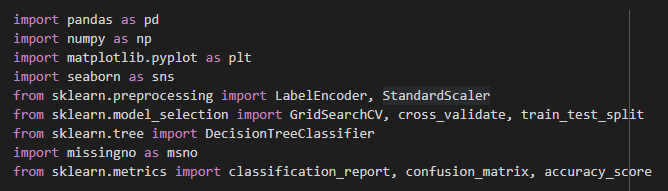 import pandas as pd
import numpy as np
import matplotlib.pyplot as plt
import seaborn as sns
from sklearn.preprocessing import LabelEncoder, StandardScaler
from sklearn.model_selection import GridSearchCV, cross_validate, train_test_split
from sklearn.tree import DecisionTreeClassifier
import missingno as msno
from sklearn.metrics import classification_report, confusion_matrix, accuracy_score